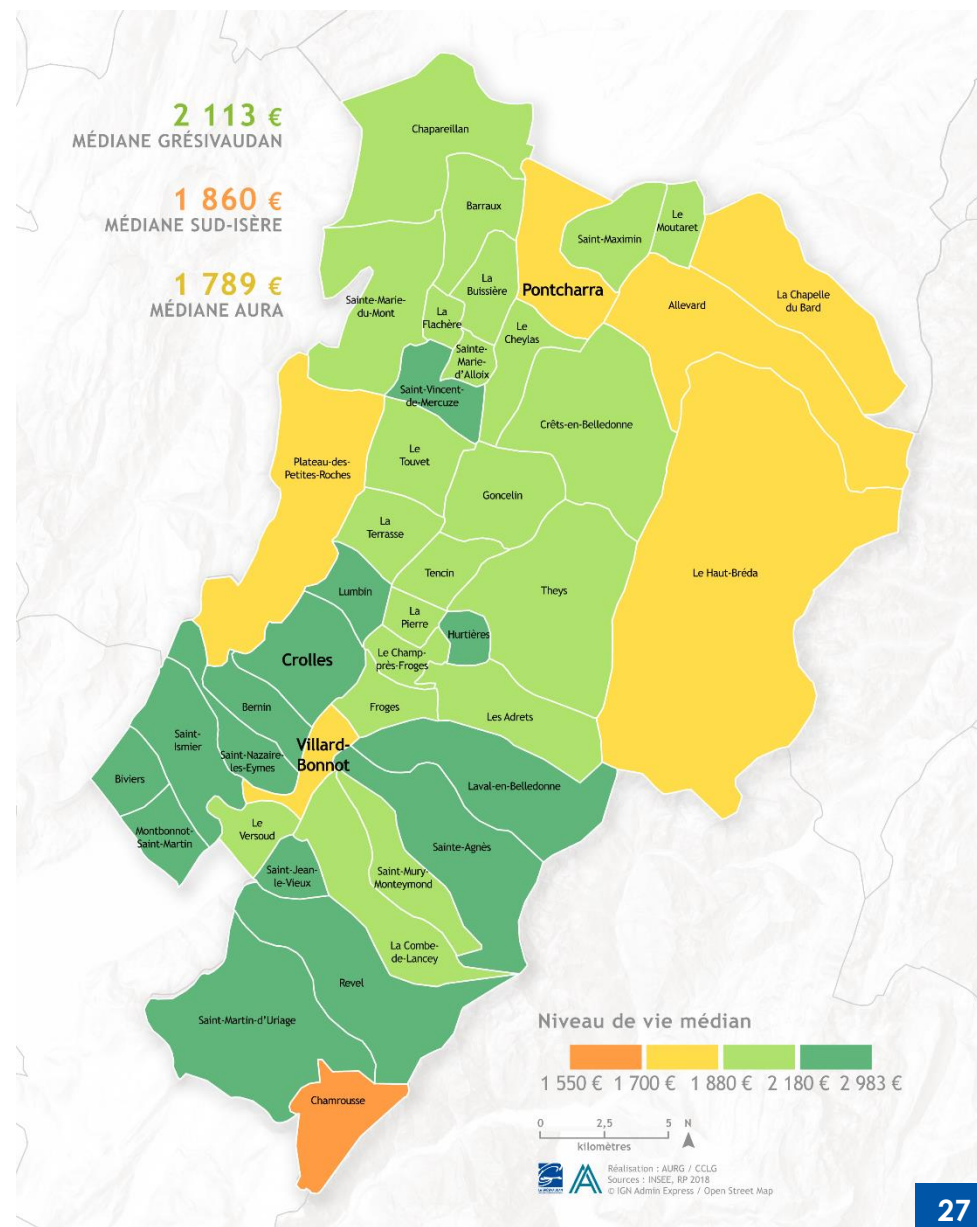 2 113 €
MÉDIANE GRÉSIVAUDAN
1 860 €
MÉDIANE SUD-ISÈRE
1 789 €
MÉDIANE AURA
Chapareillan
Barraux
Le
Moutaret
Saint-Maximin
La
Buissière
Pontcharra
La Chapelle
du Bard
Allevard
Sainte-Marie-
du-Mont
La
Flachère
Le
Cheylas
Sainte-
Marie-
d'Alloix
Saint-Vincent-
de-Mercuze
Crêts-en-Belledonne
Le
Touvet
Plateau-des-
Petites-Roches
Goncelin
La
Terrasse
Tencin
Le Haut-Bréda
Theys
Lumbin
La
Pierre
Hurtières
Crolles
Le Champ-
près-Froges
Bernin
Froges
Les Adrets
Saint-
Ismier
Villard-
Bonnot
Saint-Nazaire-
les-Eymes
Biviers
Laval-en-Belledonne
Montbonnot-
Saint-Martin
Le
Versoud
Sainte-Agnès
Saint-Jean-
le-Vieux
Saint-Mury-
Monteymond
La Combe-
de-Lancey
Revel
Saint-Martin-d'Uriage
Chamrousse
Niveau de vie médian
1 550 € 1 700 € 1 880 € 2 180 € 2 983 €
0 2,5 5 N
kilomètres
Réalisation : AURG / CCLG
Sources : INSEE, RP 2018
© IGN Admin Express / Open Street Map
27